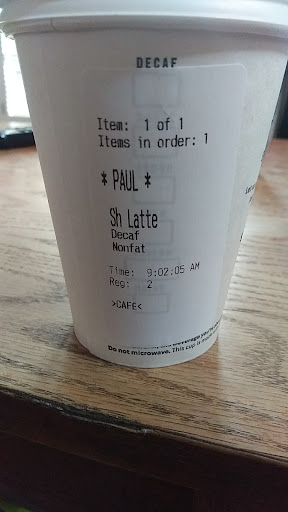 DECAF
Item: 1 of 1
Items in order: 1
* PAUL *
Sh Latte
Decaf
Nonfat
Time: 9:02:05 AM
Reg: 2
>CAFE<
Do not microwave. This cup is made